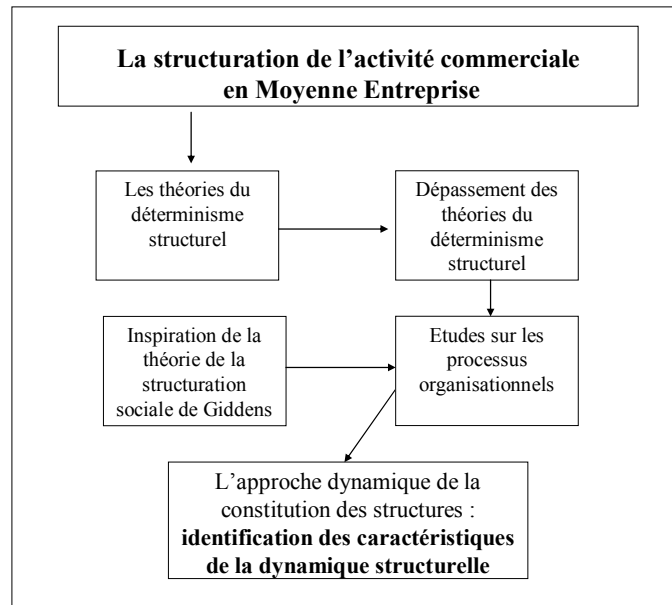 La structuration de l’activité commerciale
en Moyenne Entreprise
Les théories du
déterminisme
structurel
Dépassement des
théories du
déterminisme
structurel
Inspiration de la
théorie de la
structuration
sociale de Giddens
Etudes sur les
processus
organisationnels
L’approche dynamique de la
constitution des structures :
identification des caractéristiques
de la dynamique structurelle